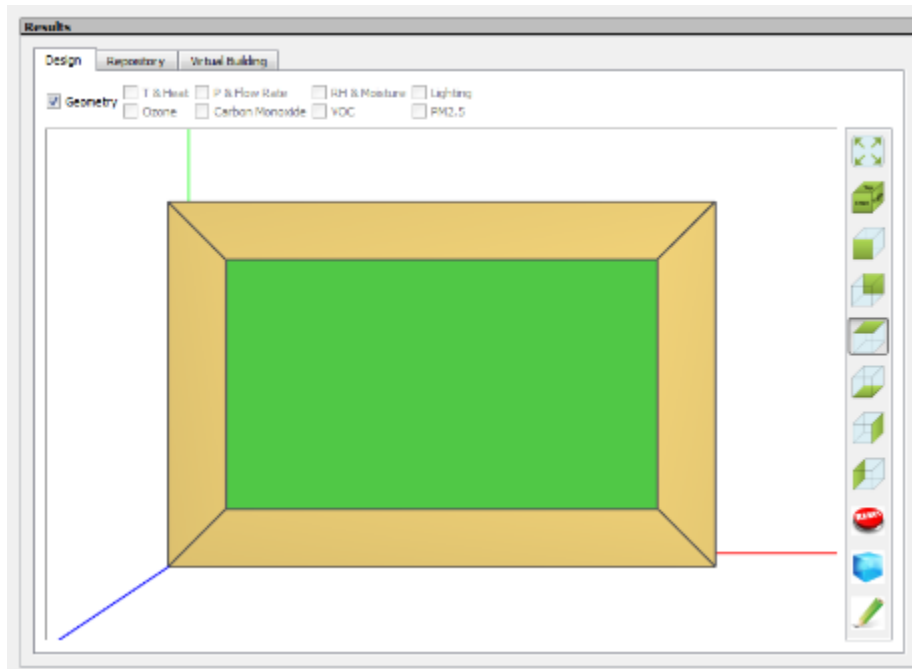 Results
Design Repository Virtual Building
Geometry T & Heat P & Flow Rate RH & Moisture Lighting
Ozone Carbon Monoxide VOC PM2.5